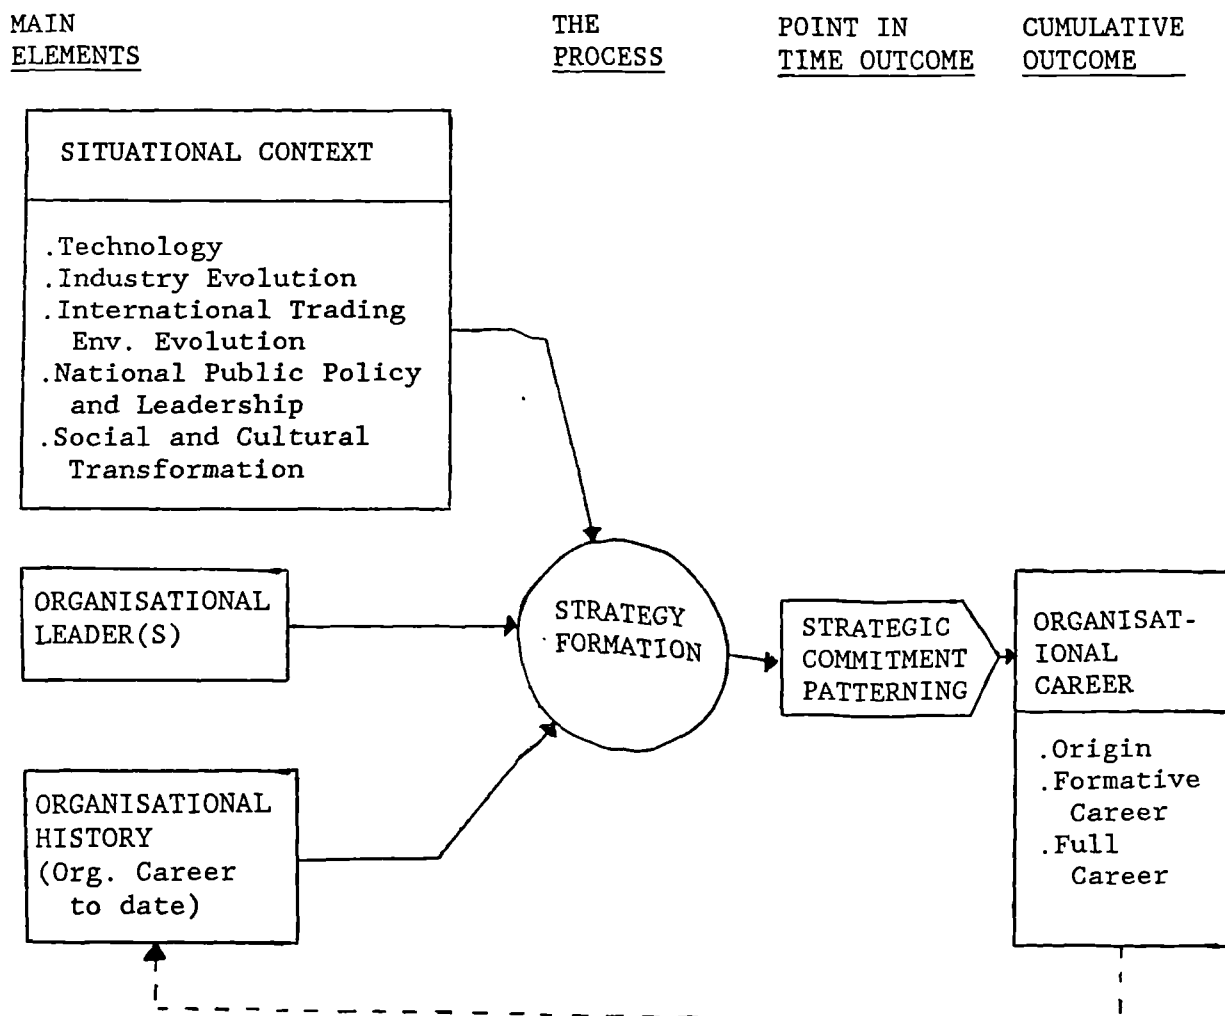 MAIN
ELEMENTS
THE
PROCESS
POINT IN
TIME OUTCOME
CUMULATIVE
OUTCOME
SITUATIONAL CONTEXT
.Technology
.Industry Evolution
.International Trading
Env. Evolution
.National Public Policy
and Leadership
.Social and Cultural
Transformation
ORGANISATIONAL
LEADER(S)
ORGANISATIONAL
HISTORY
(Org. Career
to date)
STRATEGY
FORMATION
STRATEGIC
COMMITMENT
PATTERNING
ORGANISAT-
IONAL
CAREER
.Origin
.Formative
Career
.Full
Career